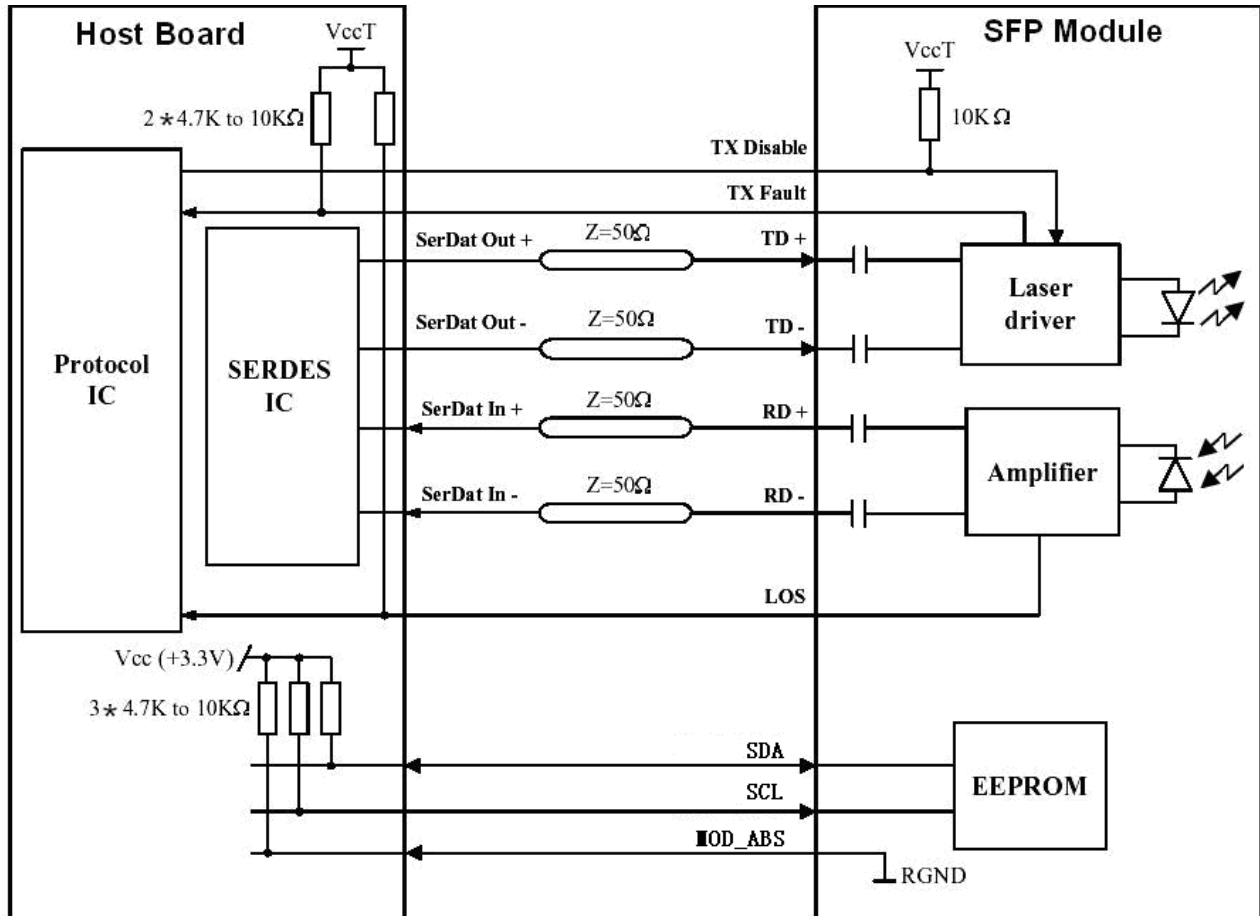 Host Board
SFP Module
VccT
VccT
2*4.7K to 10KΩ
10KΩ
TX Disable
TX Fault
SerDat Out +
Z=50Ω
TD +
SerDat Out -
Z=50Ω
TD -
Laser
driver
Protocol
IC
SERDES
IC
SerDat In +
Z=50Ω
RD +
SerDat In -
Z=50Ω
RD -
Amplifier
LOS
Vcc (+3.3V)
3*4.7K to 10KΩ
SDA
SCL
MOD_ABS
EEPROM
RGND